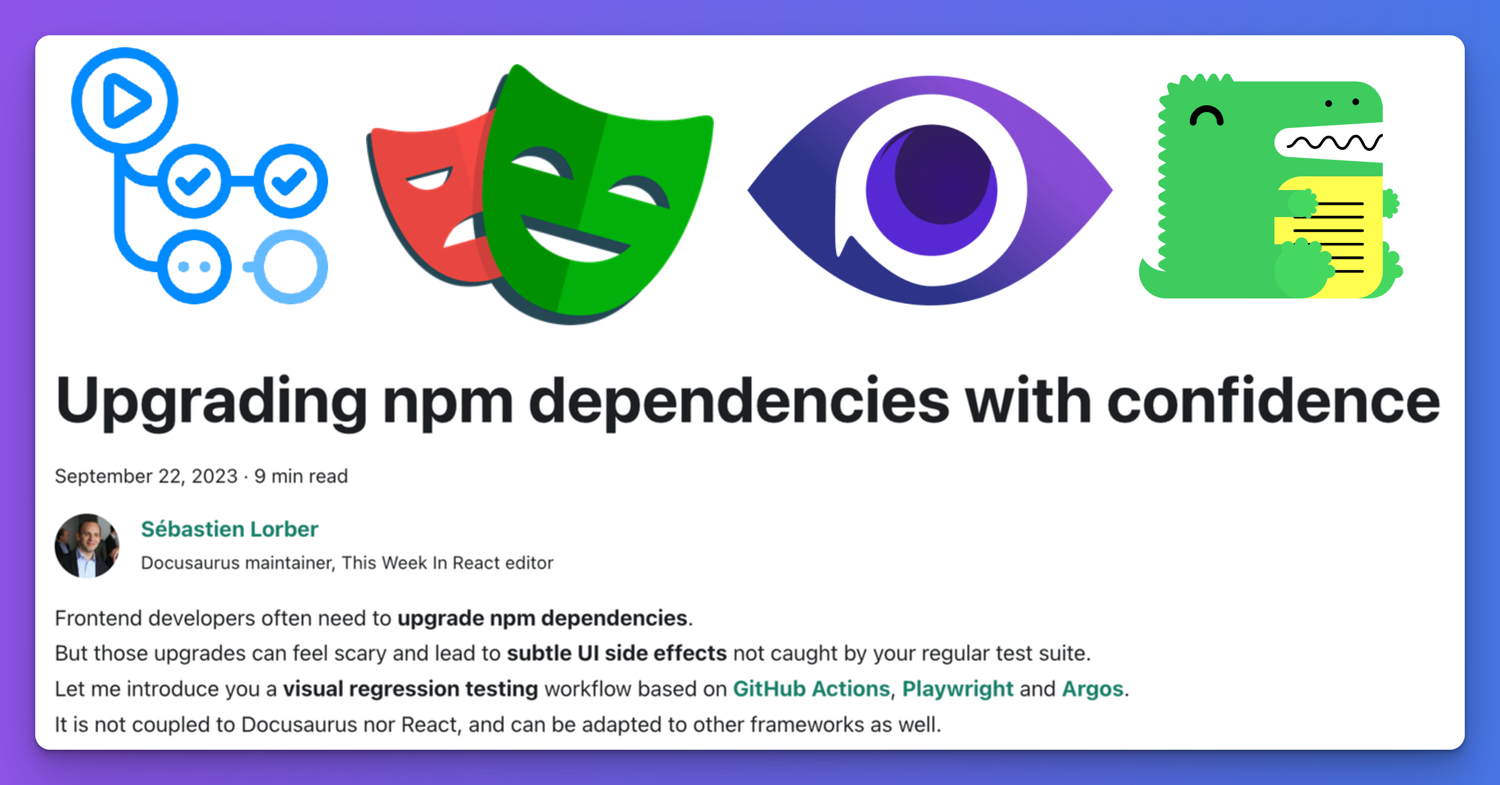 Upgrading npm dependencies with confidence
September 22, 2023 · 9 min read
Sébastien Lorber
Docusaurus maintainer, This Week In React editor
Frontend developers often need to upgrade npm dependencies.
But those upgrades can feel scary and lead to subtle UI side effects not caught by your regular test suite.
Let me introduce you a visual regression testing workflow based on GitHub Actions, Playwright and Argos.
It is not coupled to Docusaurus nor React, and can be adapted to other frameworks as well.